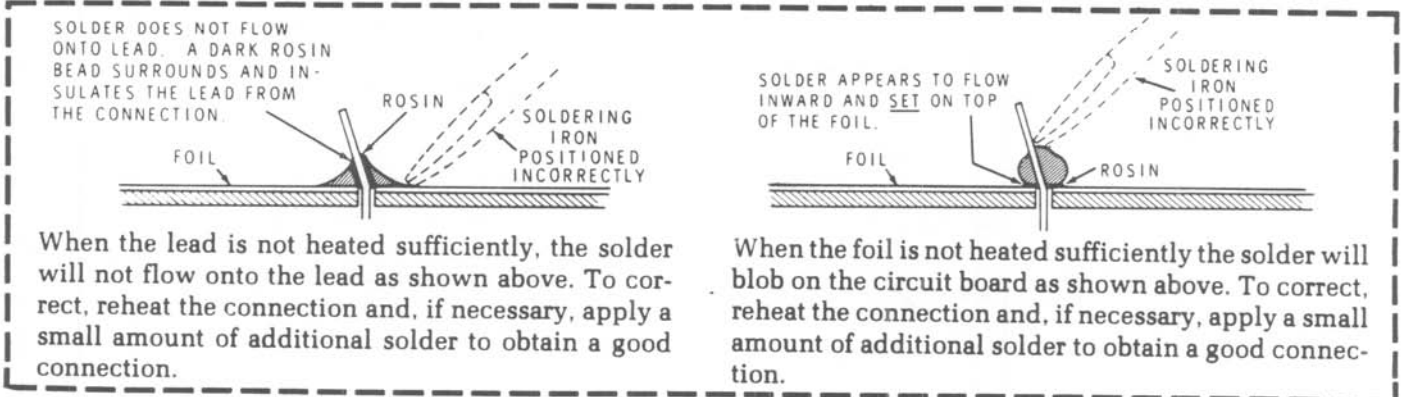 SOLDER DOES NOT FLOW
ONTO LEAD. A DARK ROSIN
BEAD SURROUNDS AND IN-
SULATES THE LEAD FROM
THE CONNECTION.
ROSIN
SOLDERING
IRON
POSITIONED
INCORRECTLY
FOIL
When the lead is not heated sufficiently, the solder
will not flow onto the lead as shown above. To cor-
rect, reheat the connection and, if necessary, apply a
small amount of additional solder to obtain a good
connection.
SOLDER APPEARS TO FLOW
INWARD AND SET ON TOP
OF THE FOIL.
SOLDERING
IRON
POSITIONED
INCORRECTLY
FOIL
ROSIN
When the foil is not heated sufficiently the solder will
blob on the circuit board as shown above. To correct,
reheat the connection and, if necessary, apply a small
amount of additional solder to obtain a good connec-
tion.